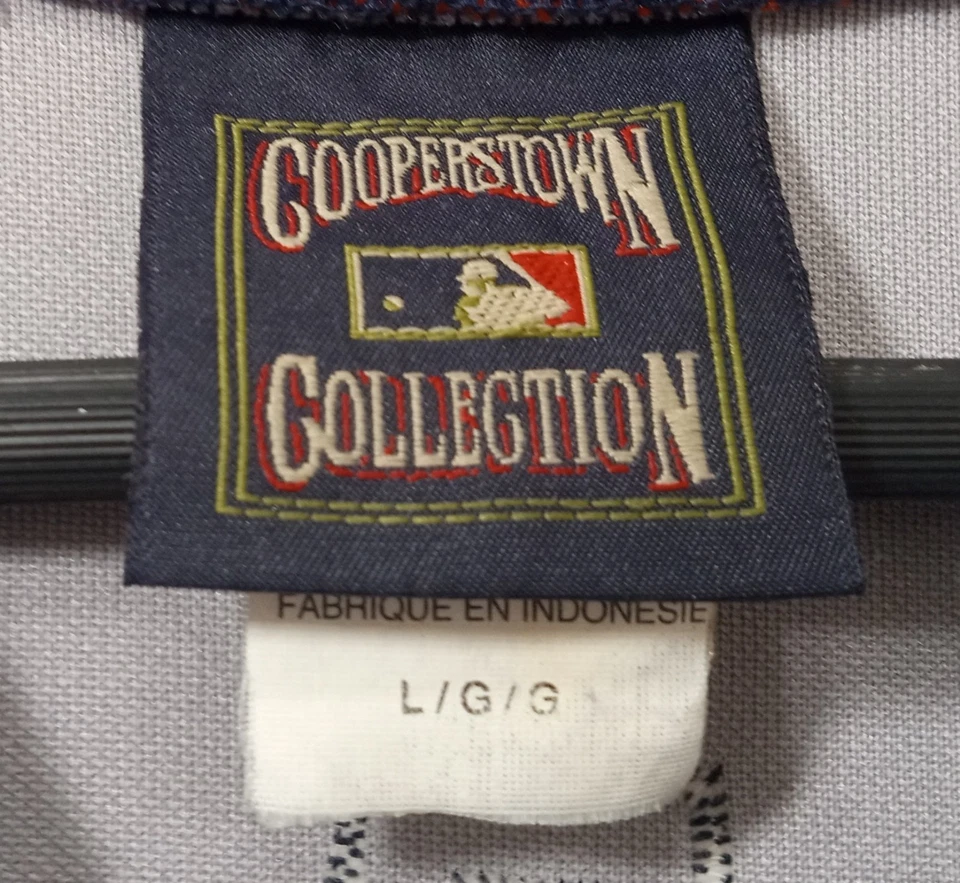 COOPERSTOWN
COLLECTION
FABRIQUE EN INDONESIE
L/G/G